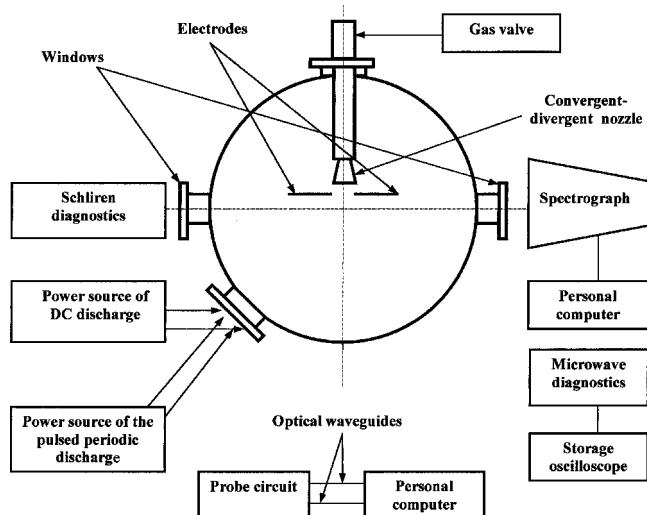 Gas valve
Electrodes
Windows
Convergent-
divergent nozzle
Schliren
diagnostics
Spectrograph
Power source of
DC discharge
Personal
computer
Microwave
diagnostics
Power source of the
pulsed periodic
discharge
Optical waveguides
Storage
oscilloscope
Probe circuit
Personal
computer